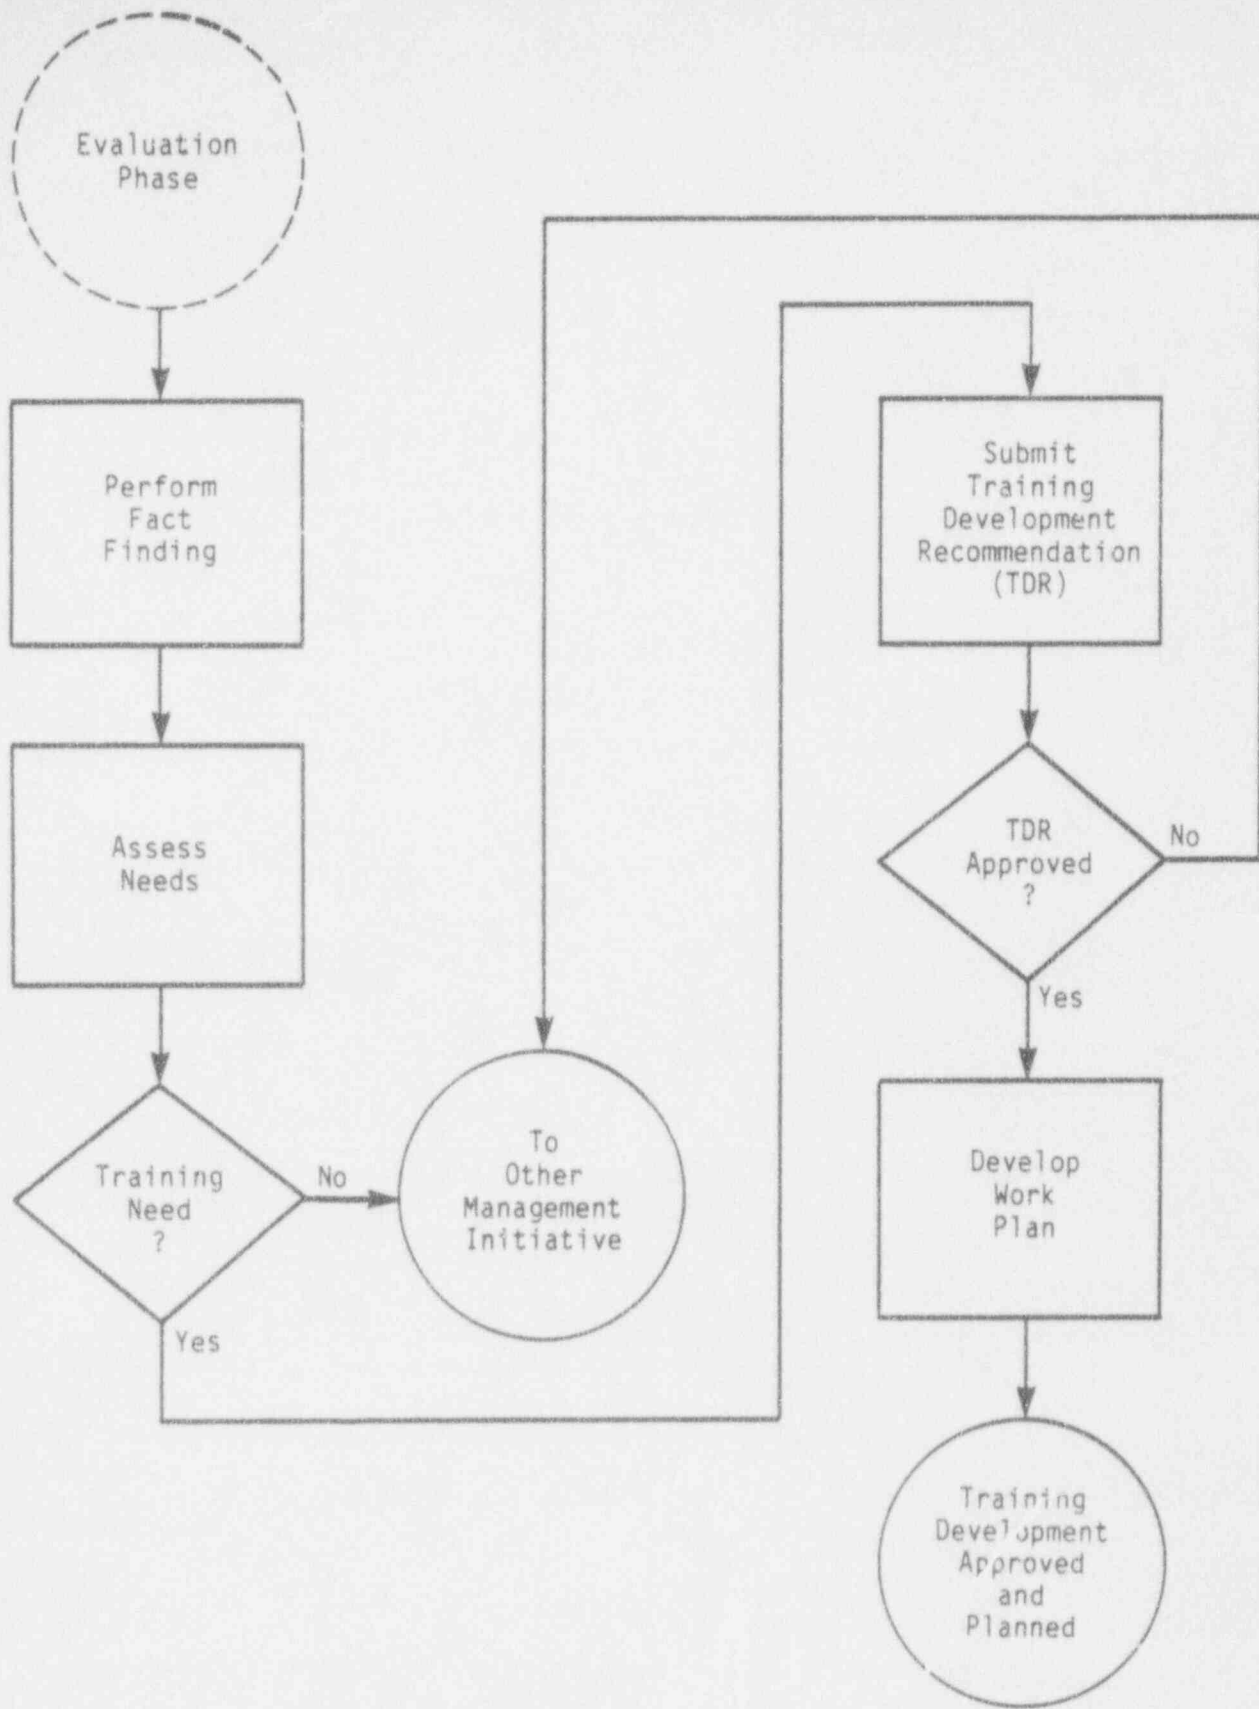 Evaluation
Phase
Perform
Fact
Finding
Assess
Needs
Training
Need
?
No
Yes
To
Other
Management
Initiative
Submit
Training
Development
Recommendation
(TDR)
TDR
Approved
?
No
Yes
Develop
Work
Plan
Training
Development
Approved
and
Planned